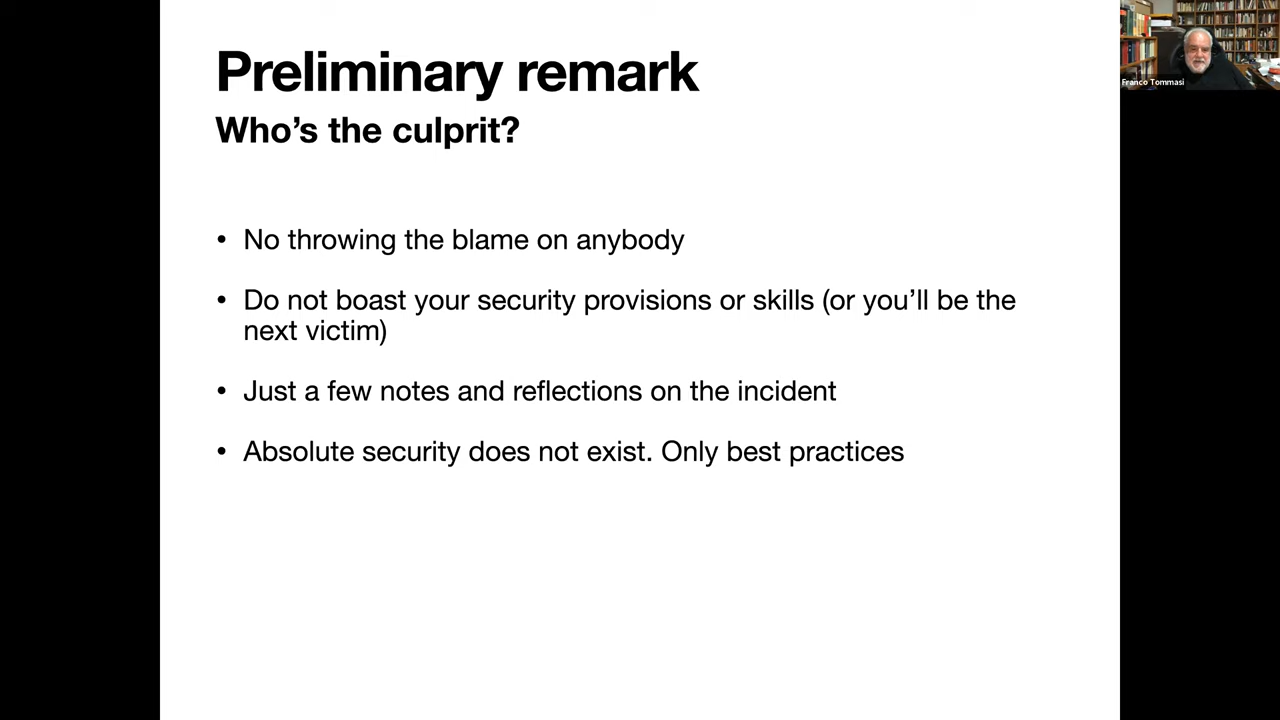 Preliminary remark
Who’s the culprit?
• No throwing the blame on anybody
• Do not boast your security provisions or skills (or you’ll be the
next victim)
• Just a few notes and reflections on the incident
• Absolute security does not exist. Only best practices
Franco Tommasi